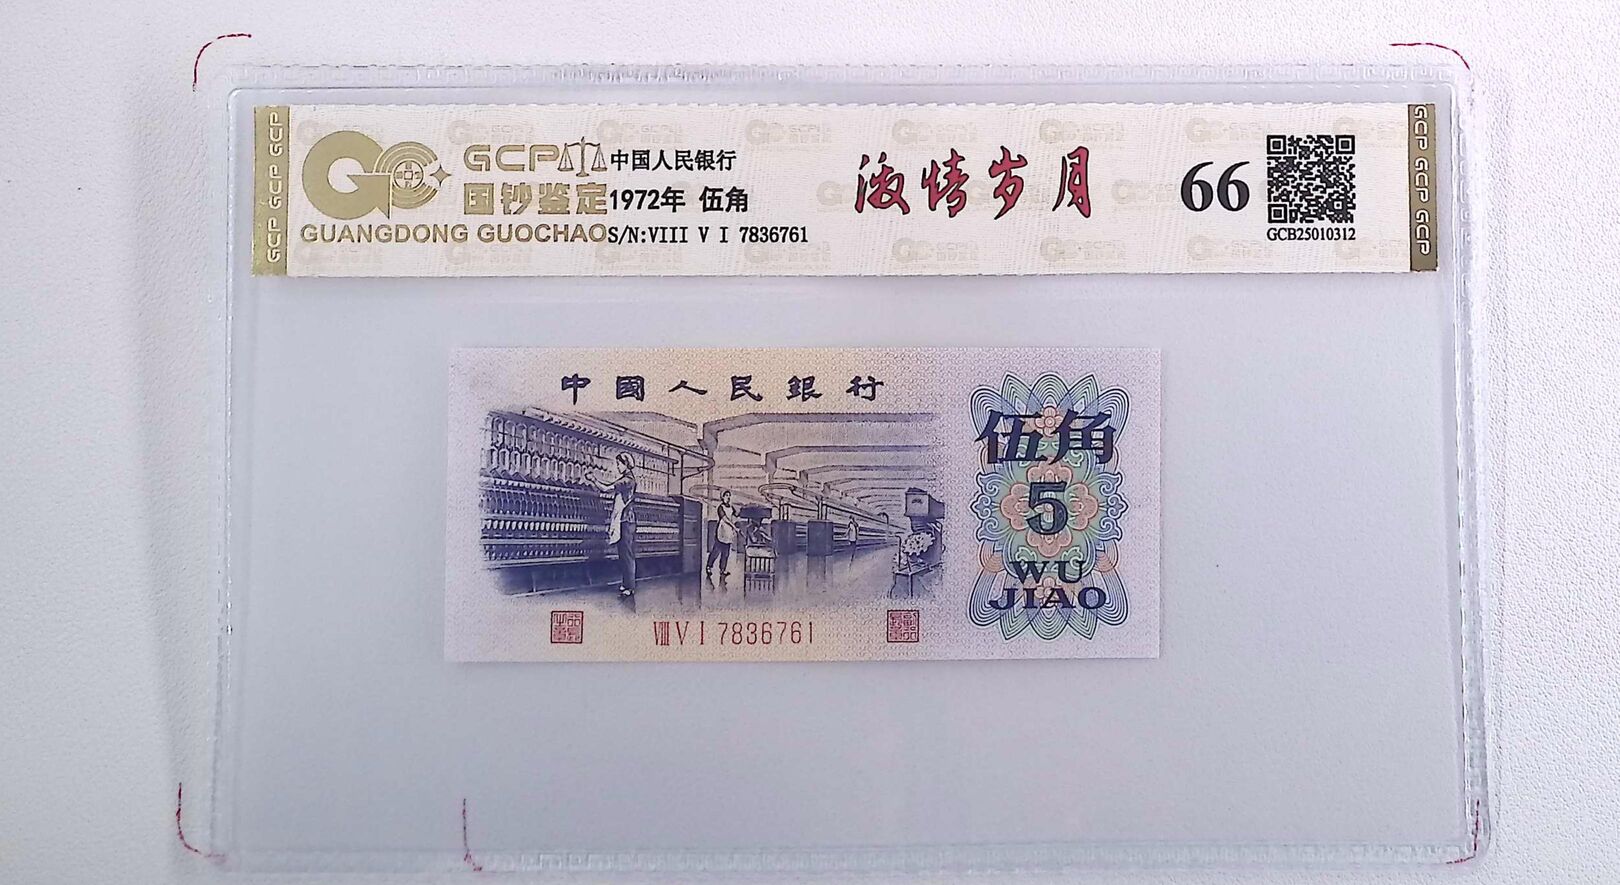 GCP
国钞鉴定
GUANGDONG GUOCHAO
中国人民银行
1972年 伍角
S/N:VIII V I 7836761
激情岁月
66
GCB25010312
GCP GCP GCP
GCP GCP GCP
中國人民銀行
伍角
5
WU
JIAO
VIII V I 7836761